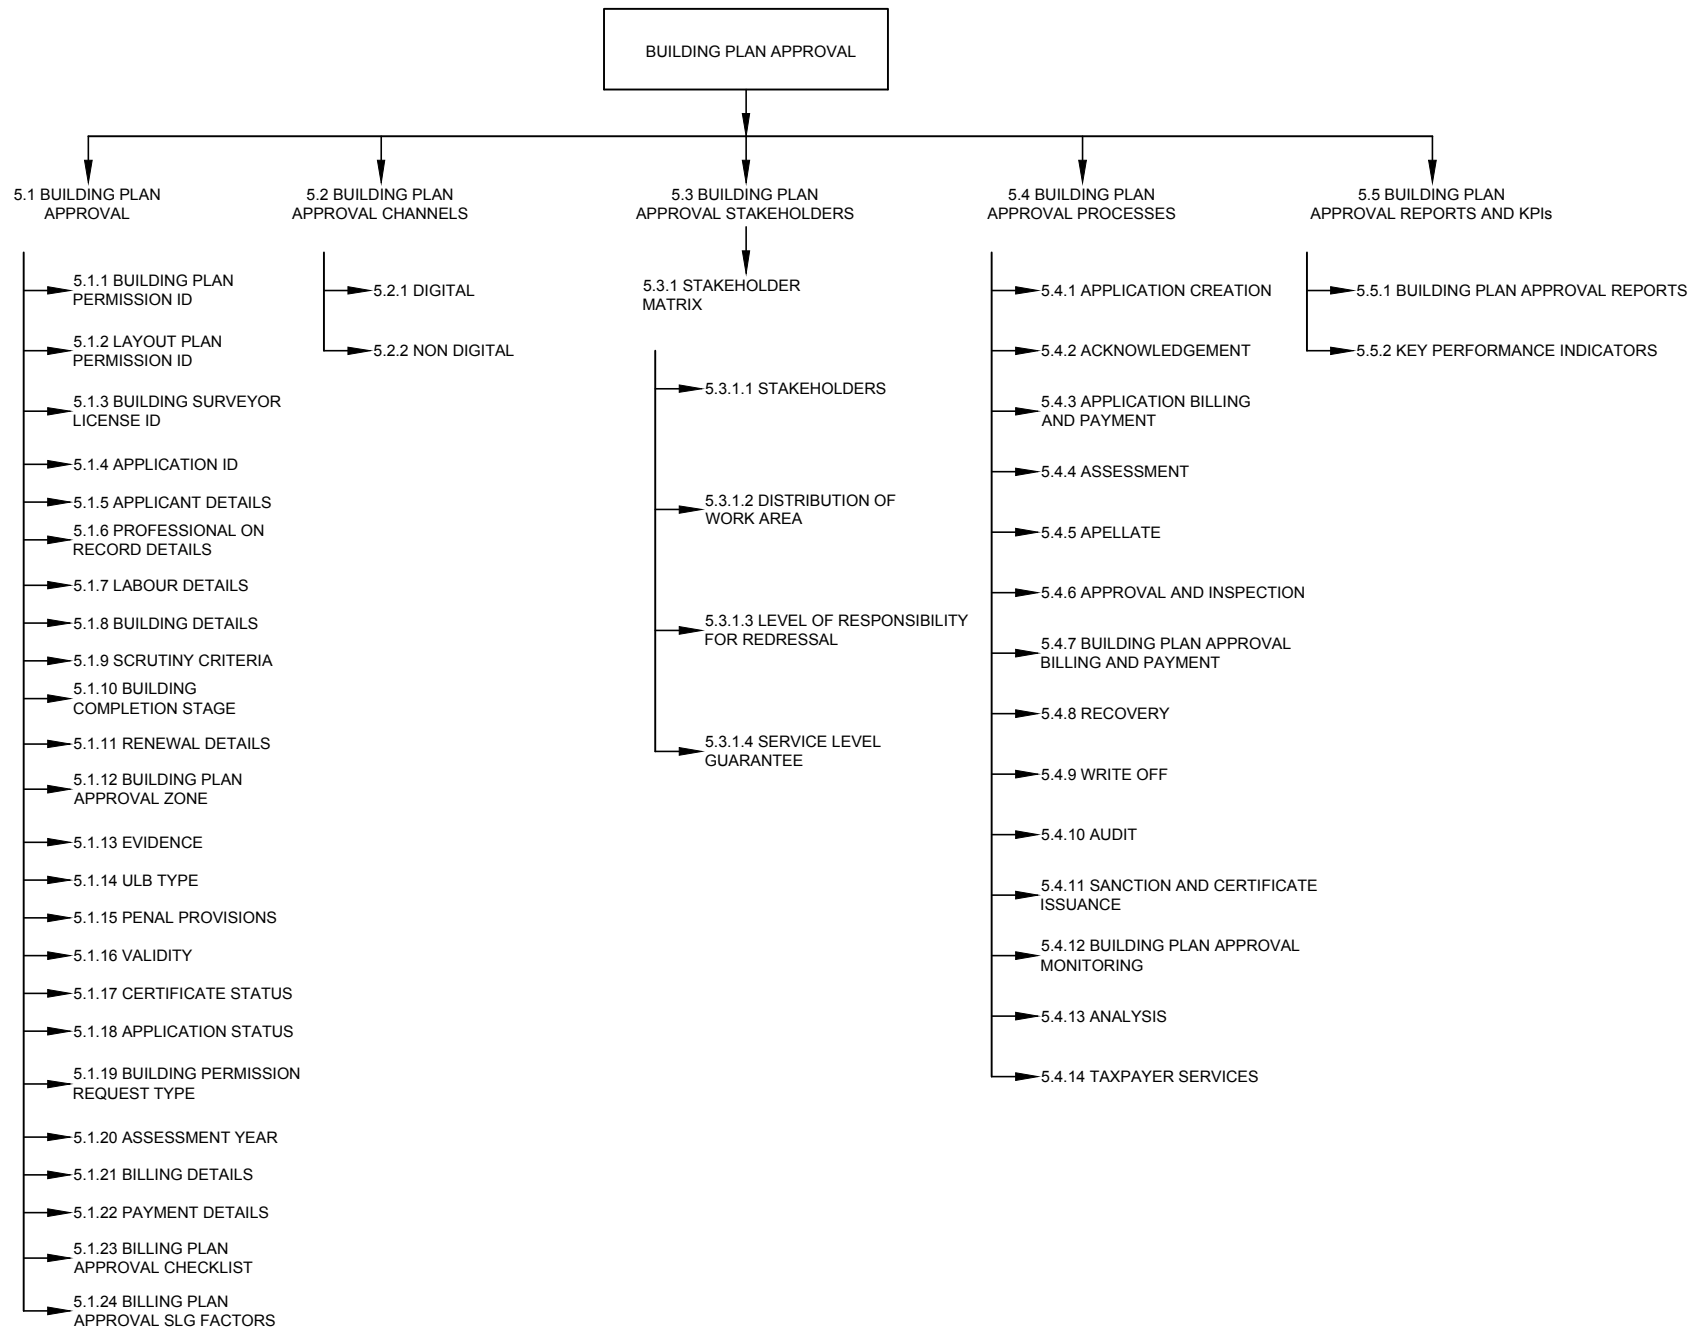 BUILDING PLAN APPROVAL
5.1 BUILDING PLAN
APPROVAL
5.1.1 BUILDING PLAN
PERMISSION ID
5.1.2 LAYOUT PLAN
PERMISSION ID
5.1.3 BUILDING SURVEYOR
LICENSE ID
5.1.4 APPLICATION ID
5.1.5 APPLICANT DETAILS
5.1.6 PROFESSIONAL ON
RECORD DETAILS
5.1.7 LABOUR DETAILS
5.1.8 BUILDING DETAILS
5.1.9 SCRUTINY CRITERIA
5.1.10 BUILDING
COMPLETION STAGE
5.1.11 RENEWAL DETAILS
5.1.12 BUILDING PLAN
APPROVAL ZONE
5.1.13 EVIDENCE
5.1.14 ULB TYPE
5.1.15 PENAL PROVISIONS
5.1.16 VALIDITY
5.1.17 CERTIFICATE STATUS
5.1.18 APPLICATION STATUS
5.1.19 BUILDING PERMISSION
REQUEST TYPE
5.1.20 ASSESSMENT YEAR
5.1.21 BILLING DETAILS
5.1.22 PAYMENT DETAILS
5.1.23 BILLING PLAN
APPROVAL CHECKLIST
5.1.24 BILLING PLAN
APPROVAL SLG FACTORS
5.2 BUILDING PLAN
APPROVAL CHANNELS
5.2.1 DIGITAL
5.2.2 NON DIGITAL
5.3 BUILDING PLAN
APPROVAL STAKEHOLDERS
5.3.1 STAKEHOLDER
MATRIX
5.3.1.1 STAKEHOLDERS
5.3.1.2 DISTRIBUTION OF
WORK AREA
5.3.1.3 LEVEL OF RESPONSIBILITY
FOR REDRESSAL
5.3.1.4 SERVICE LEVEL
GUARANTEE
5.4 BUILDING PLAN
APPROVAL PROCESSES
5.4.1 APPLICATION CREATION
5.4.2 ACKNOWLEDGEMENT
5.4.3 APPLICATION BILLING
AND PAYMENT
5.4.4 ASSESSMENT
5.4.5 APELLATE
5.4.6 APPROVAL AND INSPECTION
5.4.7 BUILDING PLAN APPROVAL
BILLING AND PAYMENT
5.4.8 RECOVERY
5.4.9 WRITE OFF
5.4.10 AUDIT
5.4.11 SANCTION AND CERTIFICATE
ISSUANCE
5.4.12 BUILDING PLAN APPROVAL
MONITORING
5.4.13 ANALYSIS
5.4.14 TAXPAYER SERVICES
5.5 BUILDING PLAN
APPROVAL REPORTS AND KPIs
5.5.1 BUILDING PLAN APPROVAL REPORTS
5.5.2 KEY PERFORMANCE INDICATORS